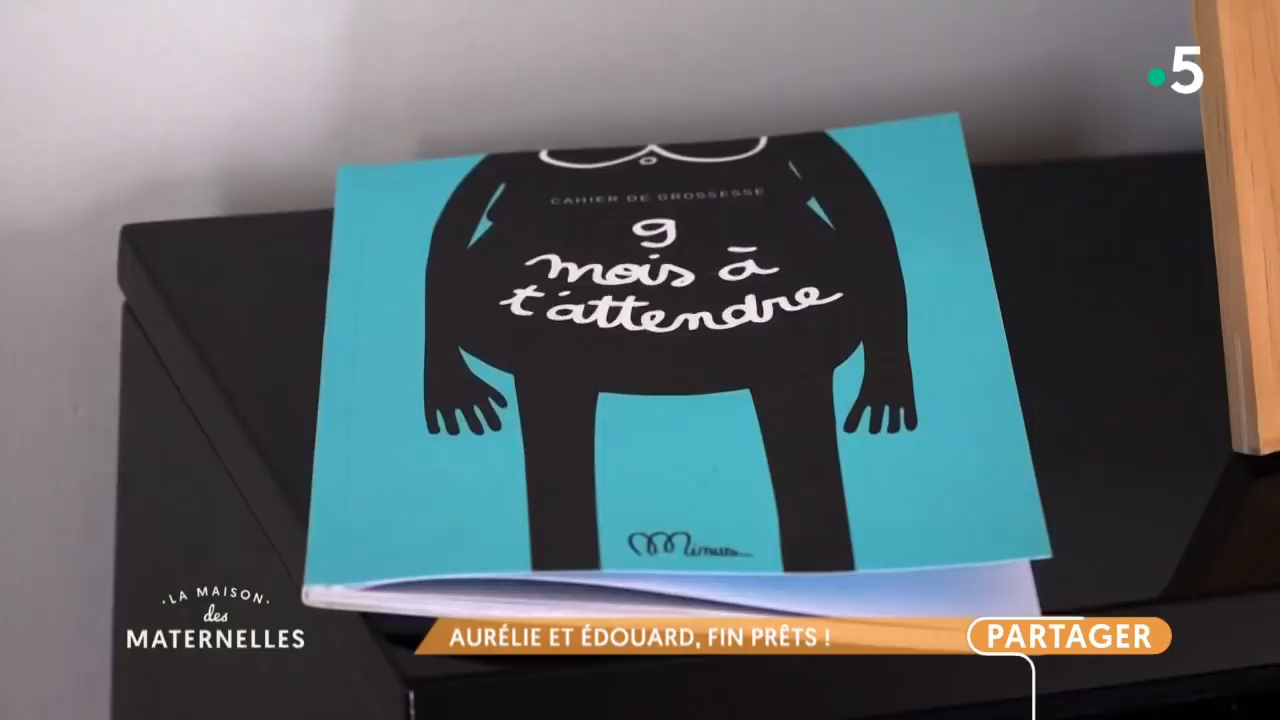 5
CAHIER DE GROSSESSE
9
mois à
t'attendre
Minus
·LA MAISON·
des
MATERNELLES
AURÉLIE ET ÉDOUARD, FIN PRÊTS !
PARTAGER